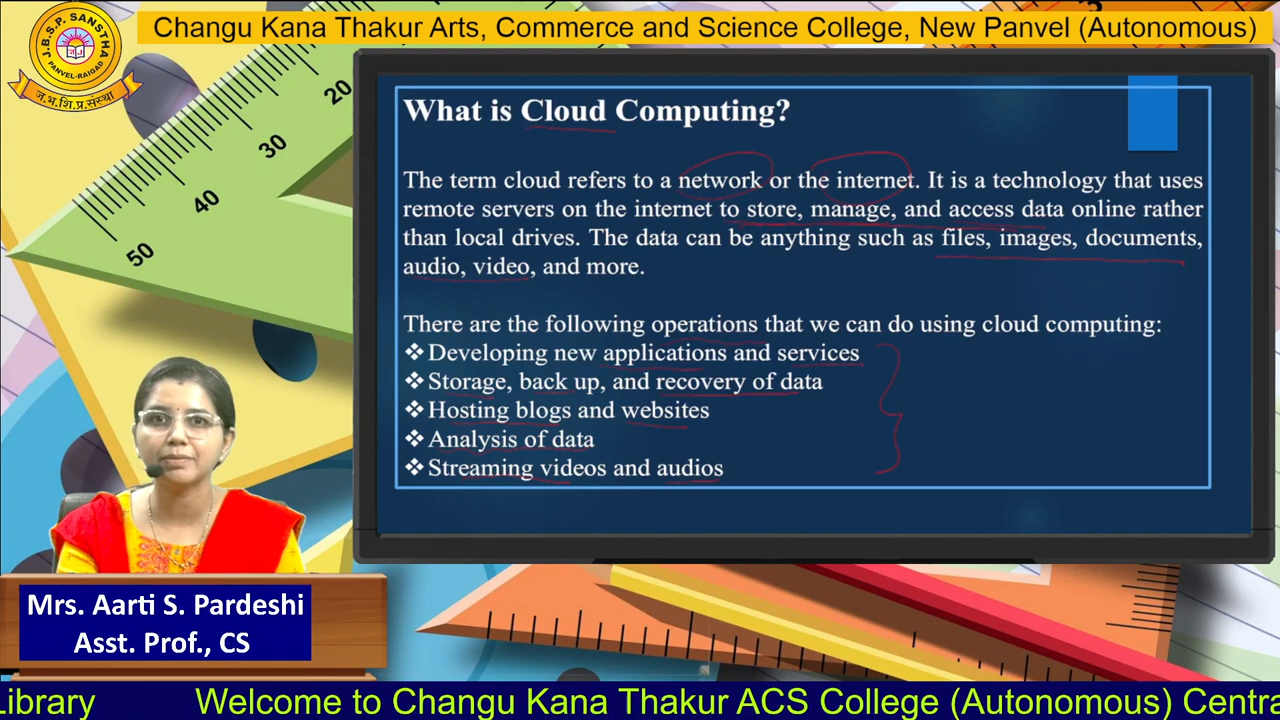 Changu Kana Thakur Arts, Commerce and Science College, New Panvel (Autonomous)
J.B.S.P. SANSTHA
PANVEL-RAIGAD
ज.भ.शि.प्र.संस्था
20
30
40
50
What is Cloud Computing?
The term cloud refers to a network or the internet. It is a technology that uses
remote servers on the internet to store, manage, and access data online rather
than local drives. The data can be anything such as files, images, documents,
audio, video, and more.
There are the following operations that we can do using cloud computing:
❖Developing new applications and services
❖Storage, back up, and recovery of data
❖Hosting blogs and websites
❖Analysis of data
❖Streaming videos and audios
Mrs. Aarti S. Pardeshi
Asst. Prof., CS
Library Welcome to Changu Kana Thakur ACS College (Autonomous) Centra